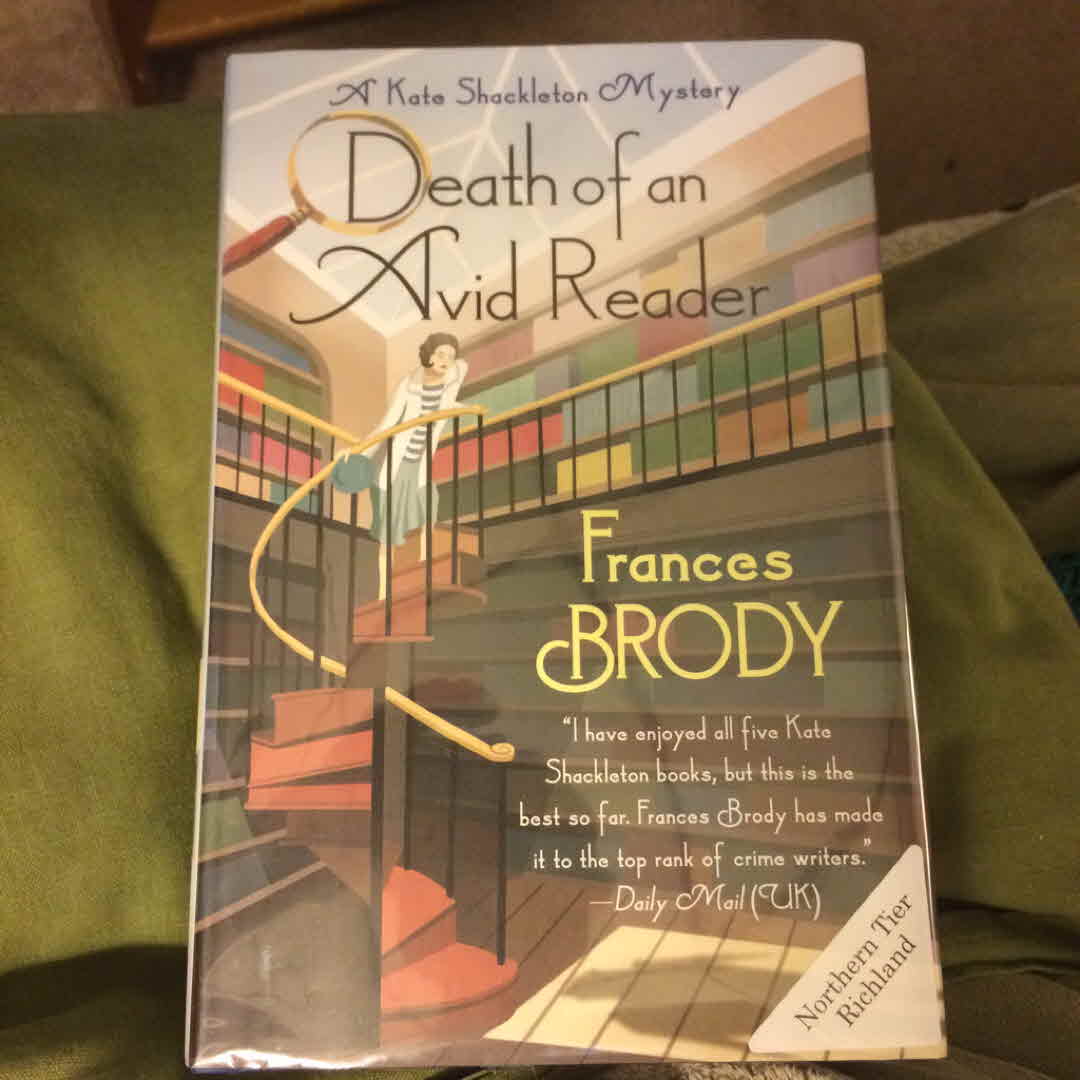 A Kate Shackleton Mystery
Death of an
Avid Reader
Frances
BRODY
“I have enjoyed all five Kate
Shackleton books, but this is the
best so far. Frances Brody has made
it to the top rank of crime writers.”
—Daily Mail (UK)
Northern Tier
Richland